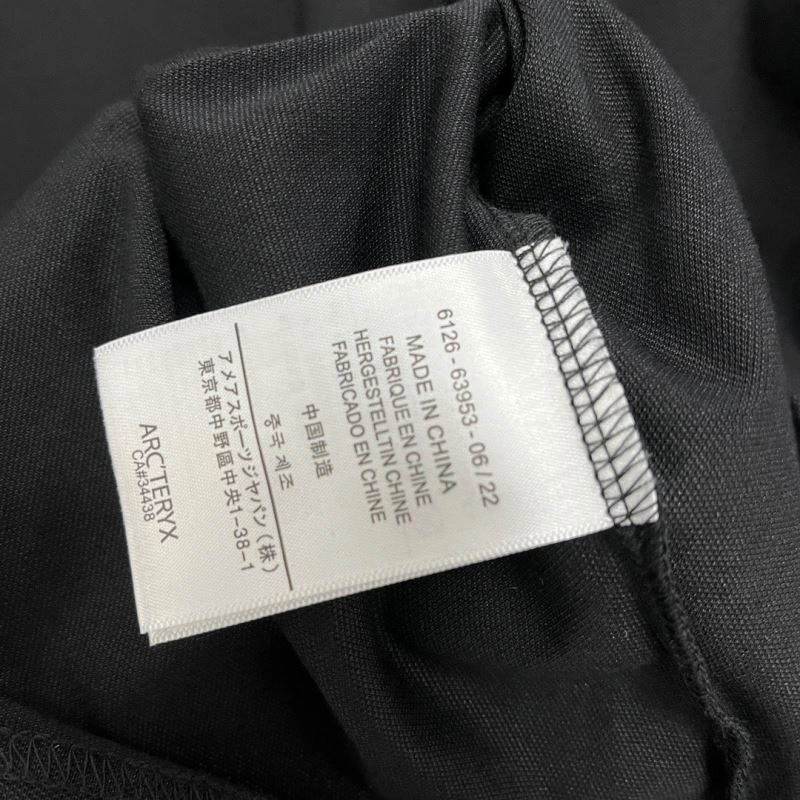 6126-63953-06/22
MADE IN CHINA
FABRIQUE EN CHINE
HERGESTELLTIN CHINE
FABRICADO EN CHINE
中国制造
중국 제조
アメアスポーツジャパン(株)
東京都中野區中央1-38-1
ARC'TERYX
CA#34438